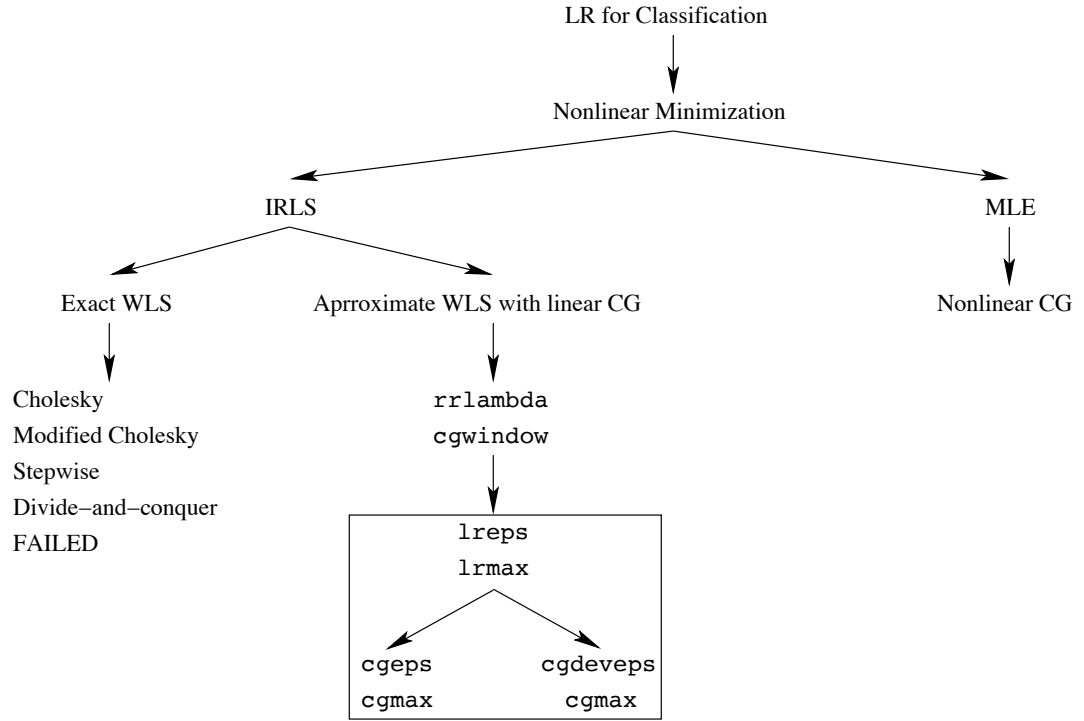 LR for Classification
Nonlinear Minimization
IRLS
MLE
Exact WLS
Aprroximate WLS with linear CG
Nonlinear CG
Cholesky
Modified Cholesky
Stepwise
Divide−and−conquer
FAILED
rrlambda
cgwindow
lreps
lrmax
cgeps
cgmax
cgdeveps
cgmax